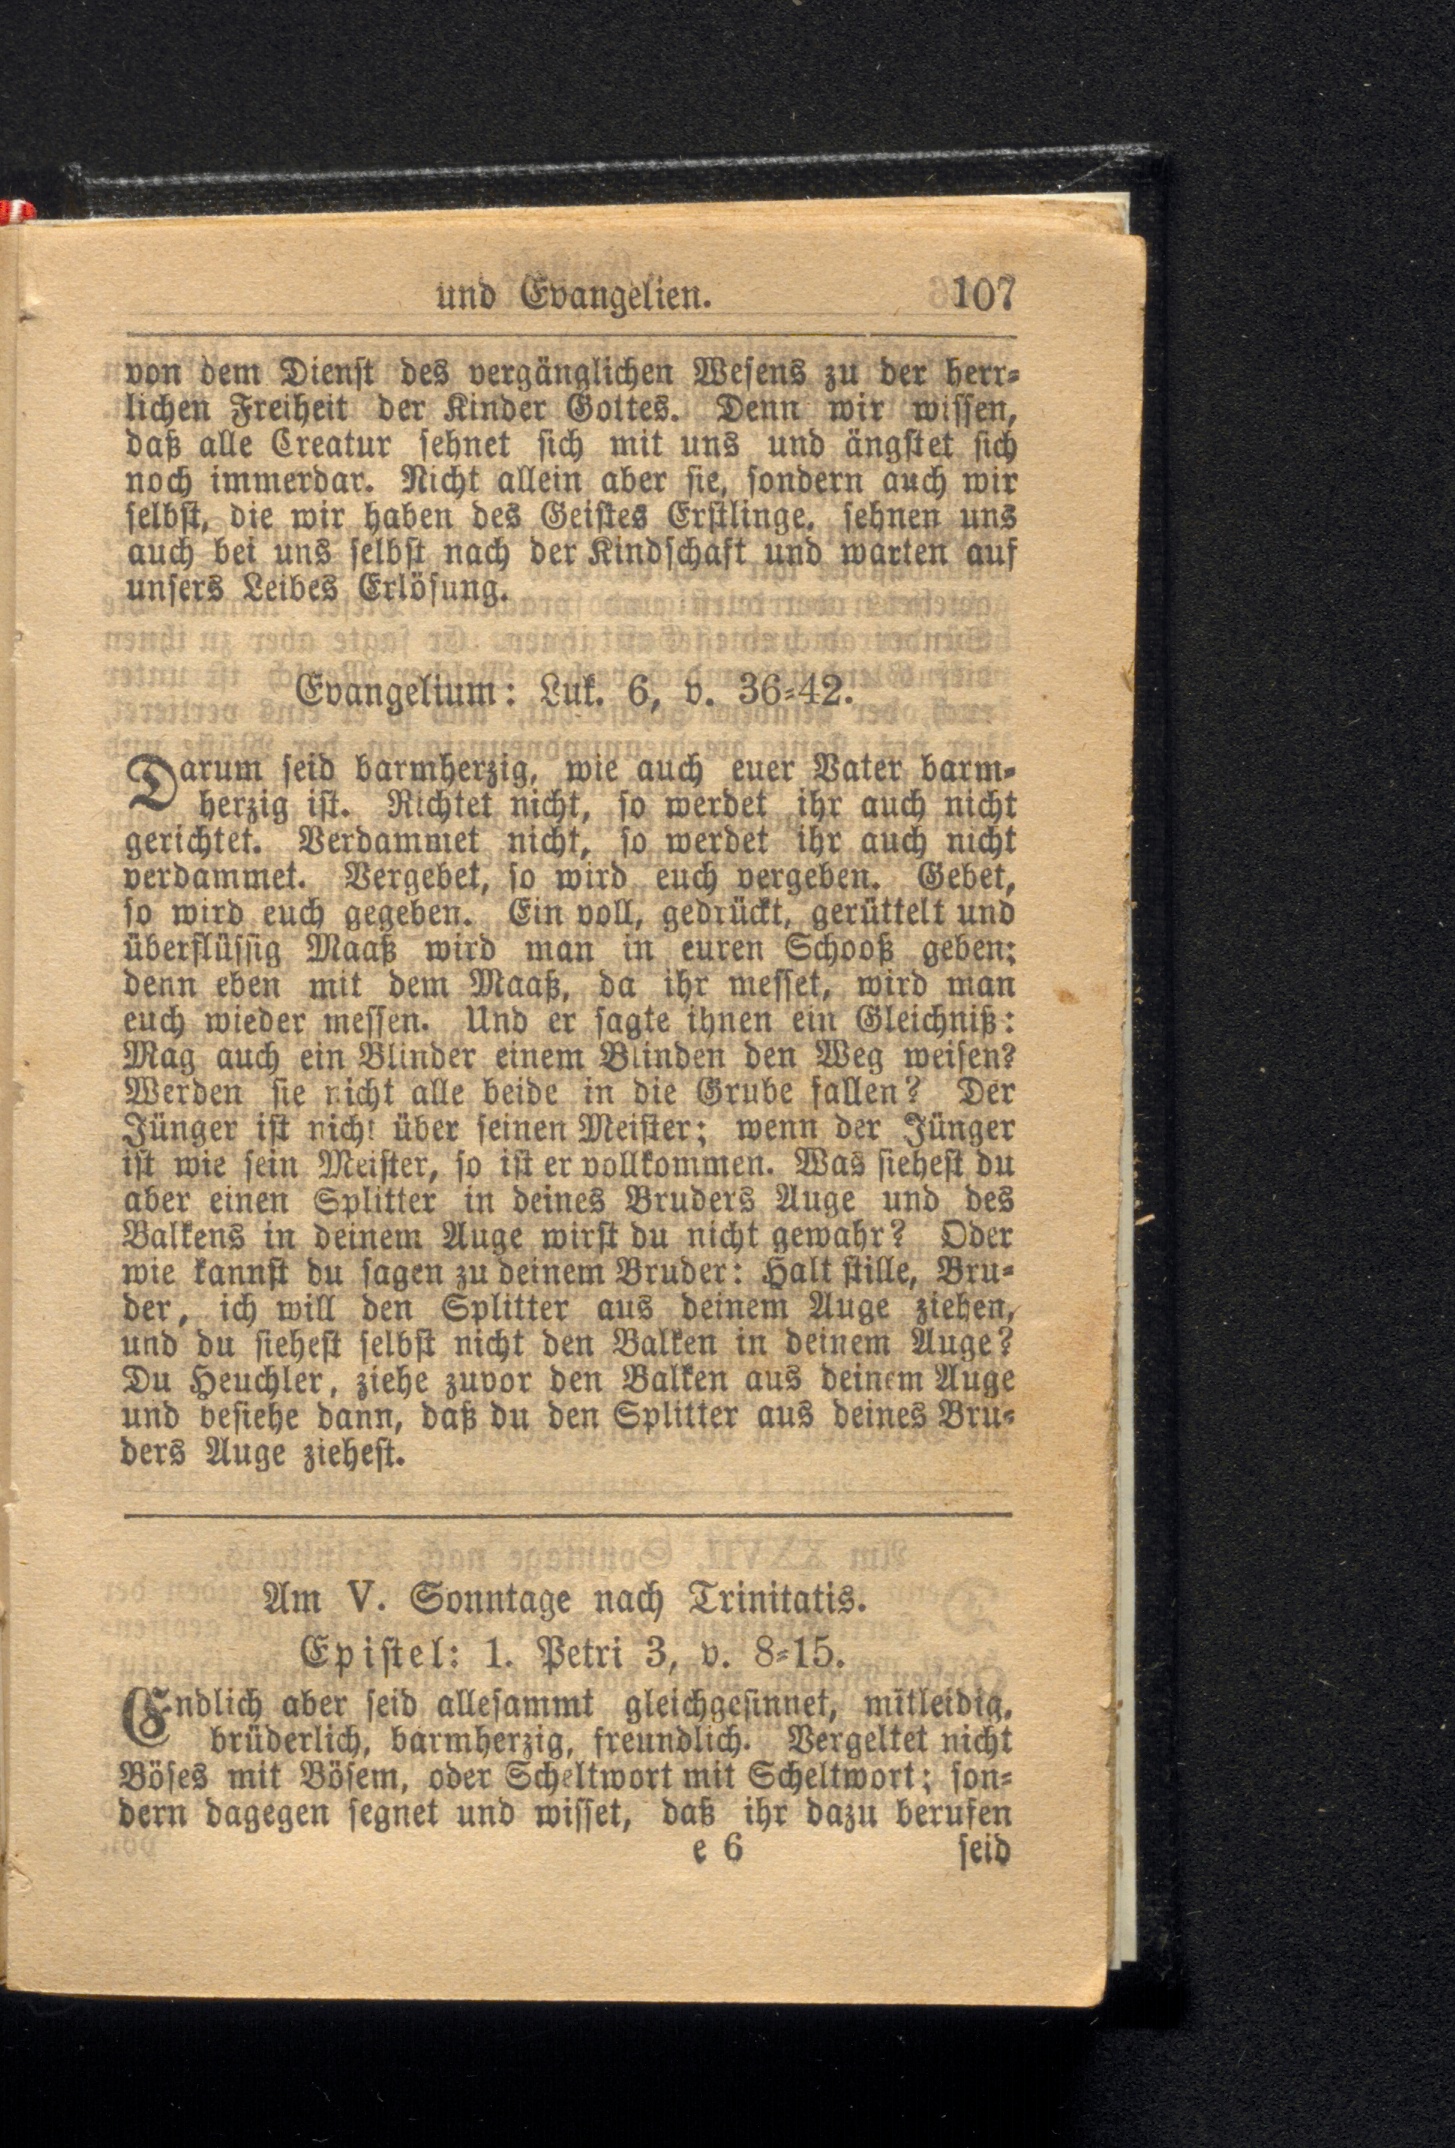 und Evangelien. 107
von dem Dienst des vergänglichen Wesens zu der herr-
lichen Freiheit der Kinder Gottes. Denn wir wissen,
daß alle Creatur sehnet sich mit uns und ängstet sich
noch immerdar. Nicht allein aber sie, sondern auch wir
selbst, die wir haben des Geistes Erstlinge, sehnen uns
auch bei uns selbst nach der Kindschaft und warten auf
unsers Leibes Erlösung.
Evangelium: Luk. 6, v. 36-42.
Darum seid barmherzig, wie auch euer Vater barm-
herzig ist. Richtet nicht, so werdet ihr auch nicht
gerichtet. Verdammet nicht, so werdet ihr auch nicht
verdammet. Vergebet, so wird euch vergeben. Gebet,
so wird euch gegeben. Ein voll, gedrückt, gerüttelt und
überflüssig Maaß wird man in euren Schooß geben;
denn eben mit dem Maaß, da ihr messet, wird man
euch wieder messen. Und er sagte ihnen ein Gleichniß:
Mag auch ein Blinder einem Blinden den Weg weisen?
Werden sie nicht alle beide in die Grube fallen? Der
Jünger ist nicht über seinen Meister; wenn der Jünger
ist wie sein Meister, so ist er vollkommen. Was siehest du
aber einen Splitter in deines Bruders Auge und des
Balkens in deinem Auge wirst du nicht gewahr? Oder
wie kannst du sagen zu deinem Bruder: Halt stille, Bru-
der, ich will den Splitter aus deinem Auge ziehen,
und du siehest selbst nicht den Balken in deinem Auge?
Du Heuchler, ziehe zuvor den Balken aus deinem Auge
und besiehe dann, daß du den Splitter aus deines Bru-
ders Auge ziehest.
Am V. Sonntage nach Trinitatis.
Epistel: 1. Petri 3, v. 8-15.
Endlich aber seid allesammt gleichgesinnet, mitleidig,
brüderlich, barmherzig, freundlich. Vergeltet nicht
Böses mit Bösem, oder Scheltwort mit Scheltwort; son-
dern dagegen segnet und wisset, daß ihr dazu berufen
e 6 seid